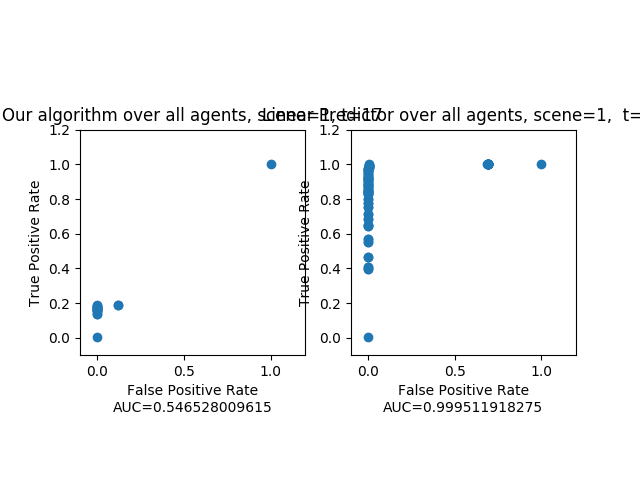 Our algorithm over all agents, scene=1, t=17
Linear Predictor over all agents, scene=1, t=
1.2
1.0
0.8
0.6
0.4
0.2
0.0
True Positive Rate
0.0 0.5 1.0
False Positive Rate
AUC=0.546528009615
1.2
1.0
0.8
0.6
0.4
0.2
0.0
True Positive Rate
0.0 0.5 1.0
False Positive Rate
AUC=0.999511918275